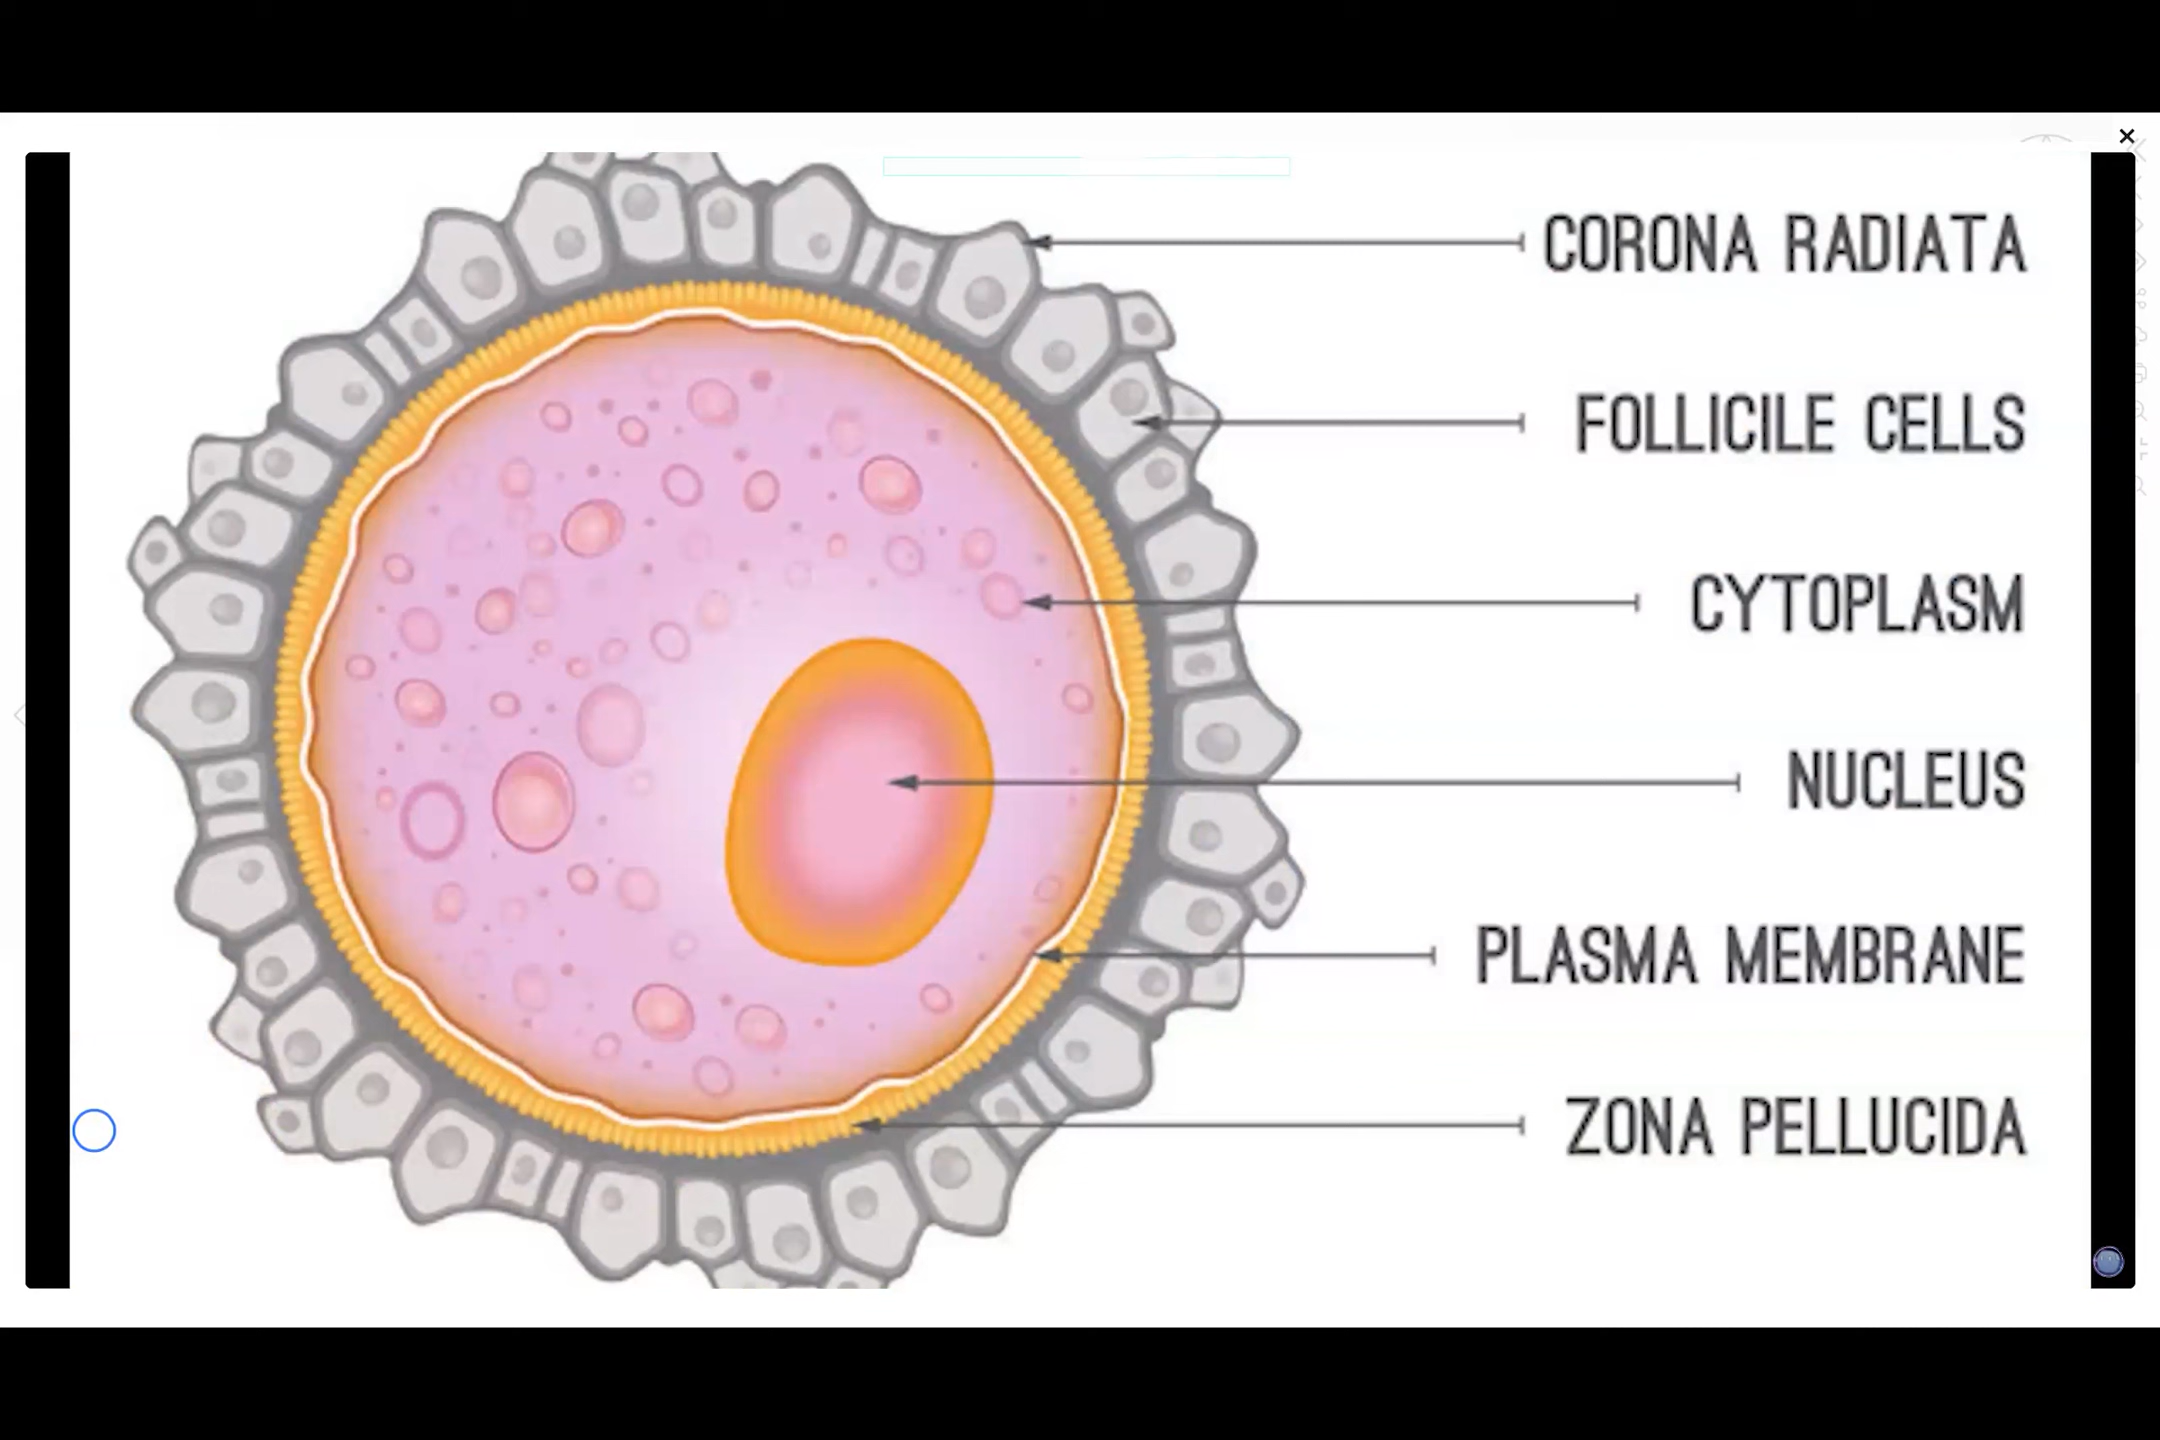 CORONA RADIATA
FOLLICILE CELLS
CYTOPLASM
NUCLEUS
PLASMA MEMBRANE
ZONA PELLUCIDA